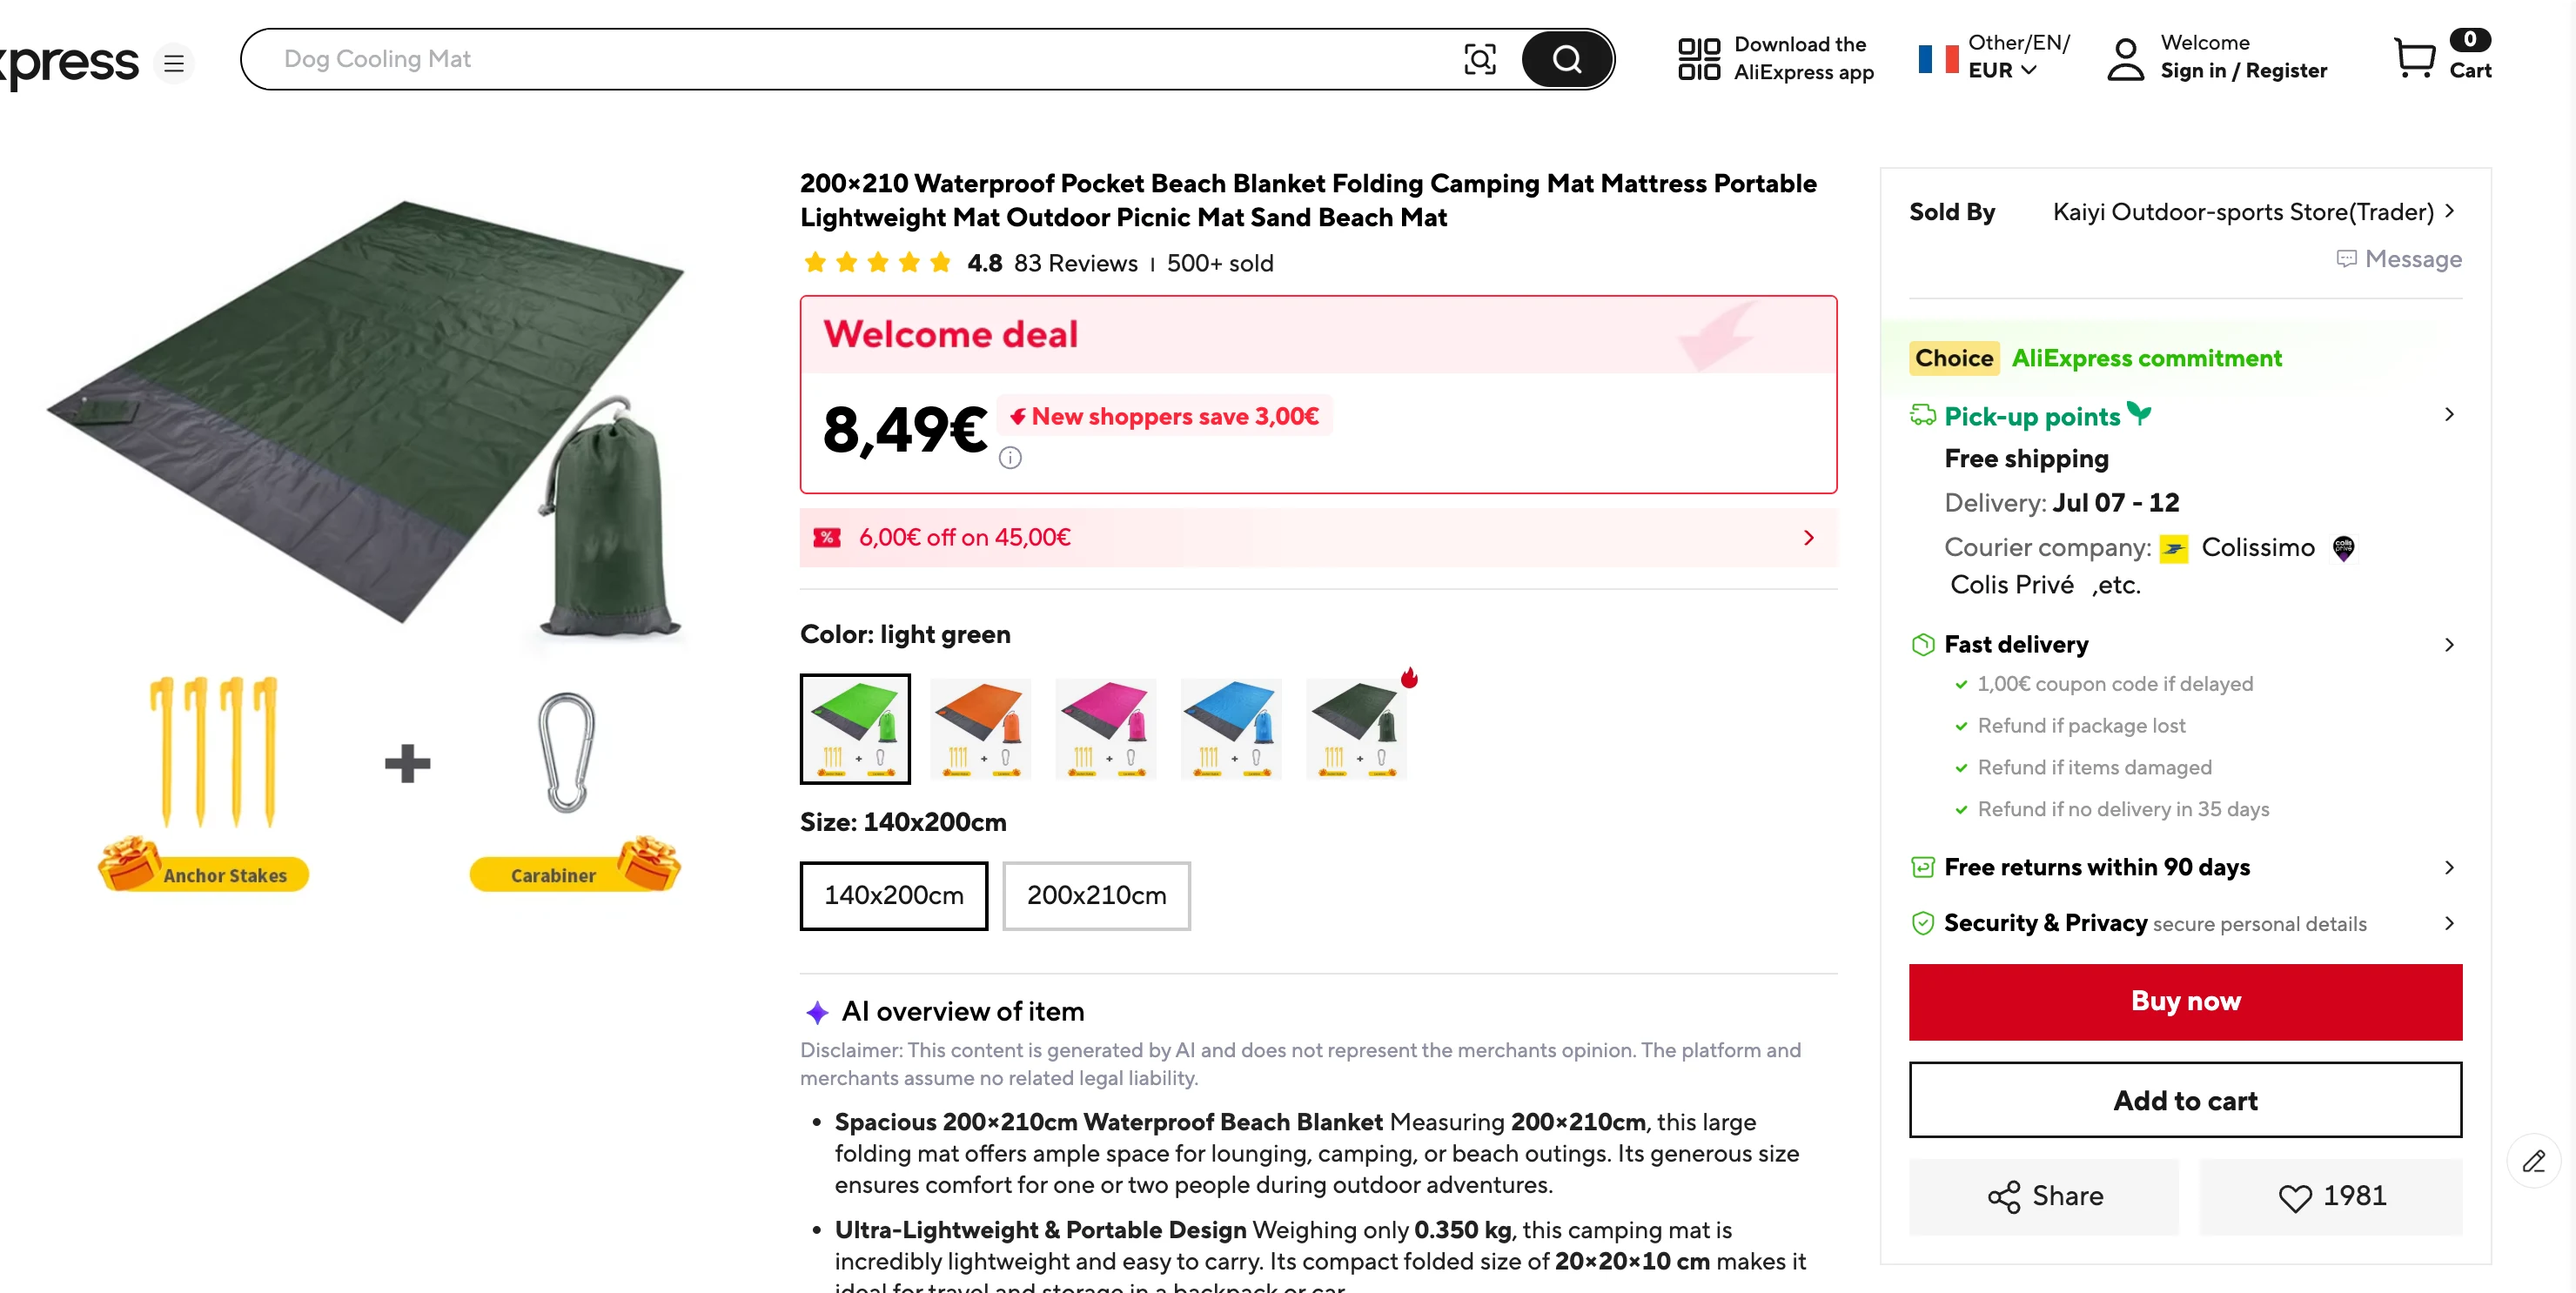 xpress
Dog Cooling Mat
Download the
AliExpress app
Other/EN/
EUR
Welcome
Sign in / Register
0
Cart
200×210 Waterproof Pocket Beach Blanket Folding Camping Mat Mattress Portable
Lightweight Mat Outdoor Picnic Mat Sand Beach Mat
4.8 83 Reviews | 500+ sold
Welcome deal
8,49€ New shoppers save 3,00€
% 6,00€ off on 45,00€
Color: light green
Size: 140x200cm
140x200cm 200x210cm
Anchor Stakes
Carabiner
AI overview of item
Disclaimer: This content is generated by AI and does not represent the merchants opinion. The platform and
merchants assume no related legal liability.
• Spacious 200×210cm Waterproof Beach Blanket Measuring 200×210cm, this large
folding mat offers ample space for lounging, camping, or beach outings. Its generous size
ensures comfort for one or two people during outdoor adventures.
• Ultra-Lightweight & Portable Design Weighing only 0.350 kg, this camping mat is
incredibly lightweight and easy to carry. Its compact folded size of 20×20×10 cm makes it
ideal for travel and storage in a backpack or car.
Sold By Kaiyi Outdoor-sports Store(Trader)
Message
Choice AliExpress commitment
Pick-up points
Free shipping
Delivery: Jul 07 - 12
Courier company: Colissimo
Colis Privé ,etc.
Fast delivery
1,00€ coupon code if delayed
Refund if package lost
Refund if items damaged
Refund if no delivery in 35 days
Free returns within 90 days
Security & Privacy secure personal details
Buy now
Add to cart
Share
1981